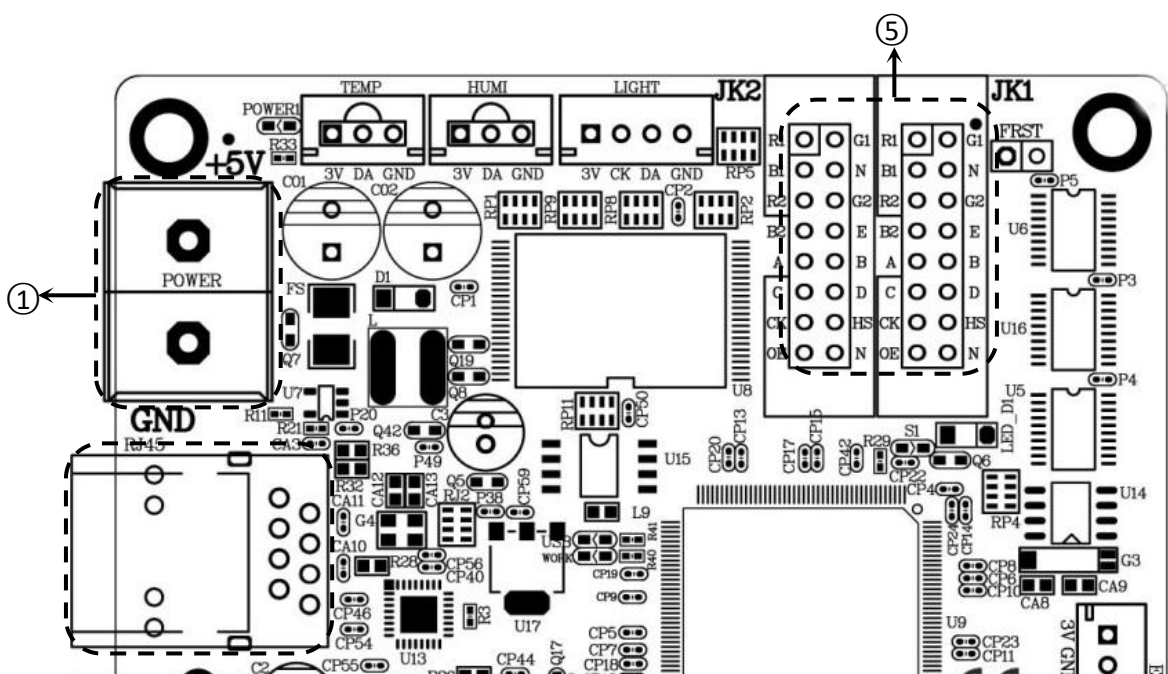 ⑤
TEMP HUMI LIGHT JK2 JK1
POWER1
R33
+5V
3V DA GND 3V DA GND 3V CK DA GND RP5
FRST
R1 G1 R1 G1
B1 N B1 N
R2 G2 R2 G2
B2 E B2 E
A B A B
C D C D
CK HS CK HS
OE N OE N
P5
CO1 CO2 RP1 RP9 RP8 CP2 RP2
U6
①
POWER
FS D1 CP1 P3
L
U16
Q7 Q19
Q8 U8 P4
U7 U5
GND
R11 P20 C3 RP11 CP50 LED_D1
R21 Q42 CP13 CP15 S1
RJ45 CA3 R36 P49 U15 CP20 CP17 CP42 R29 Q6
R32 Q5 CP22
CA11 CA12 CA13 RJ2 P38 CP59 CP4 U14
G4 L9 RP4
CA10 USB R41 CP24 CP14
R28 CP56 WORK R40 G3
CP40 CP19 CP8
CP6 CA9
CP46 R3 CP9 CP10 CA8
CP54 U17 CP5 U9
U13 CP7 CP23 3V GN
C2 CP55 CP44 Q17 CP18 CP11